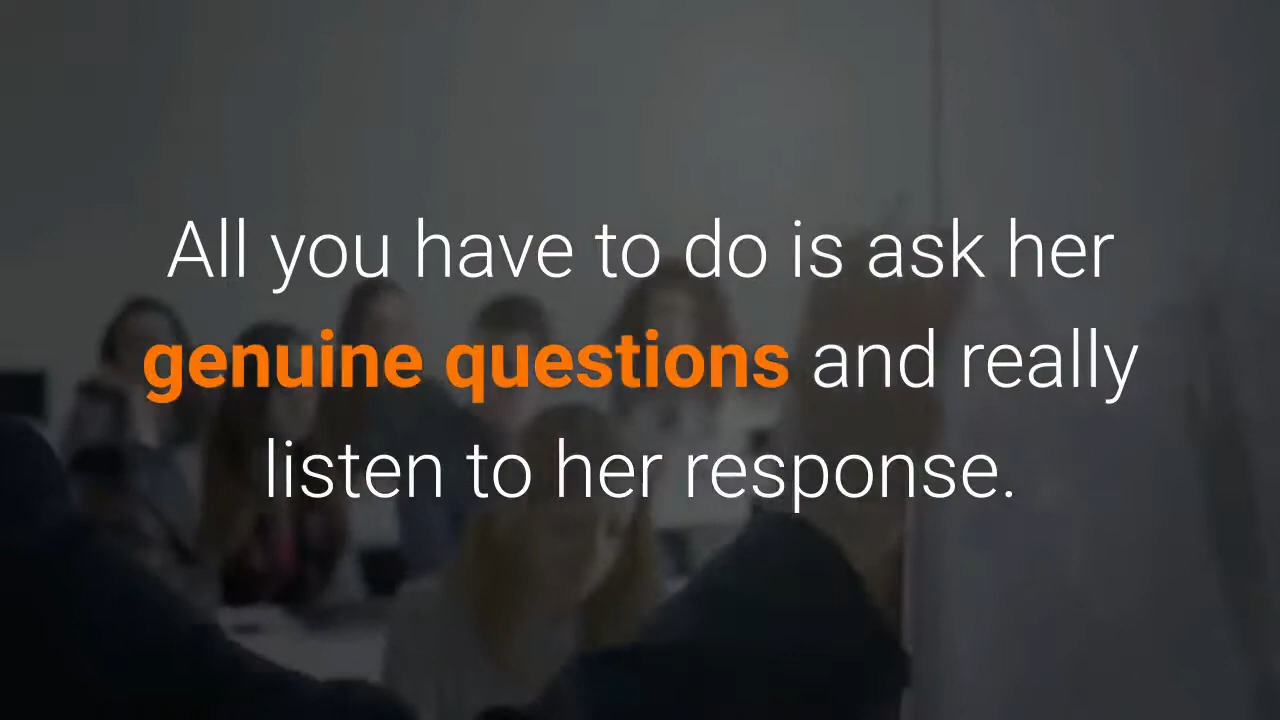 All you have to do is ask her
genuine questions and really
listen to her response.